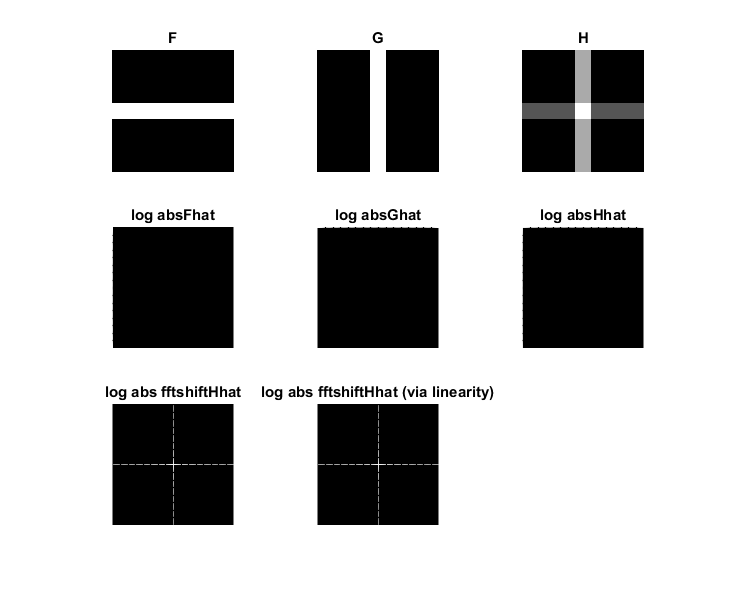 F
G
H
log absFhat
log absGhat
log absHhat
log abs fftshiftHhat
log abs fftshiftHhat (via linearity)